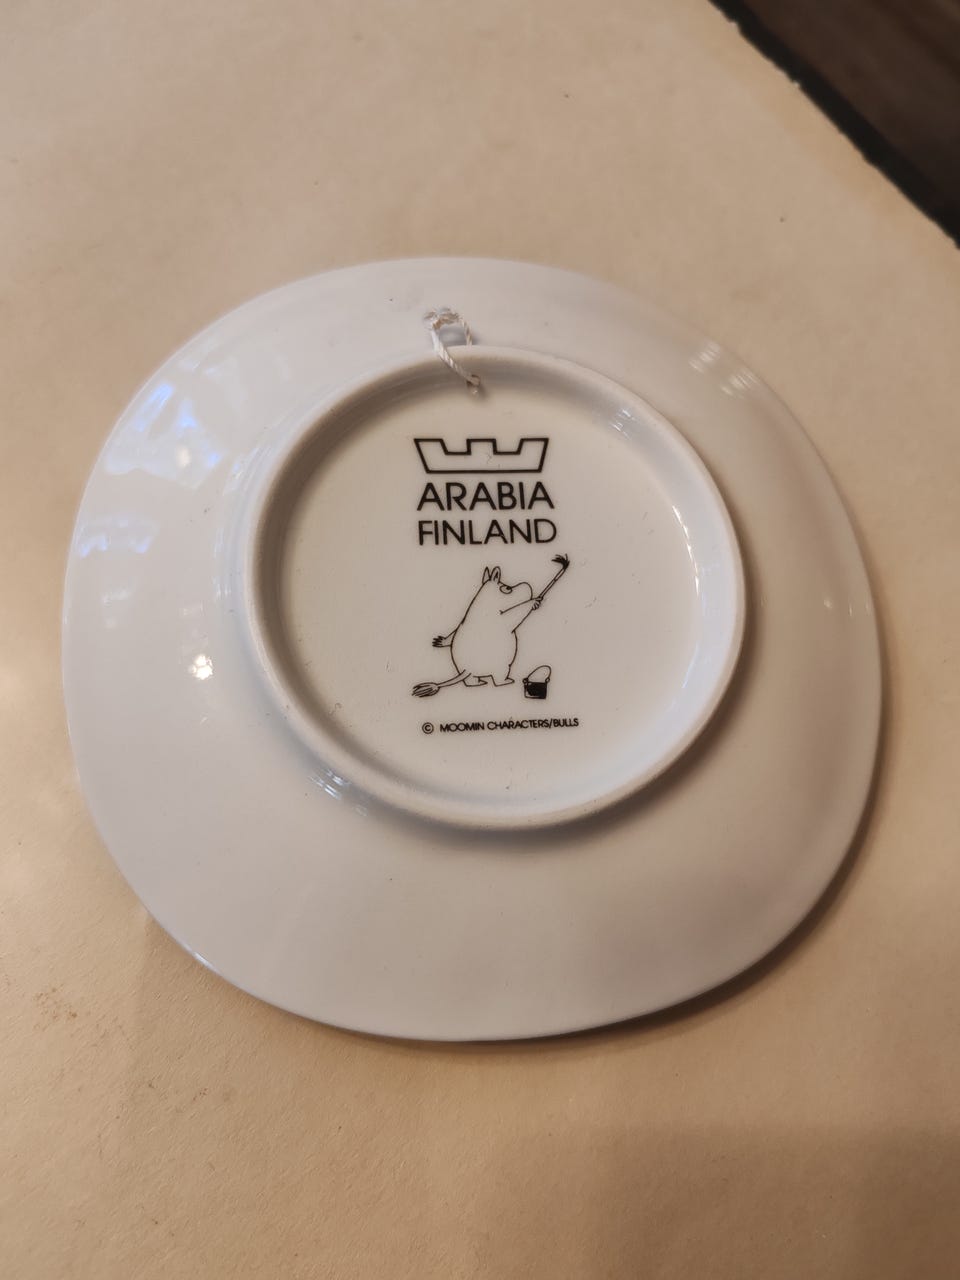 ARABIA
FINLAND
© MOOMIN CHARACTERS/BULLS